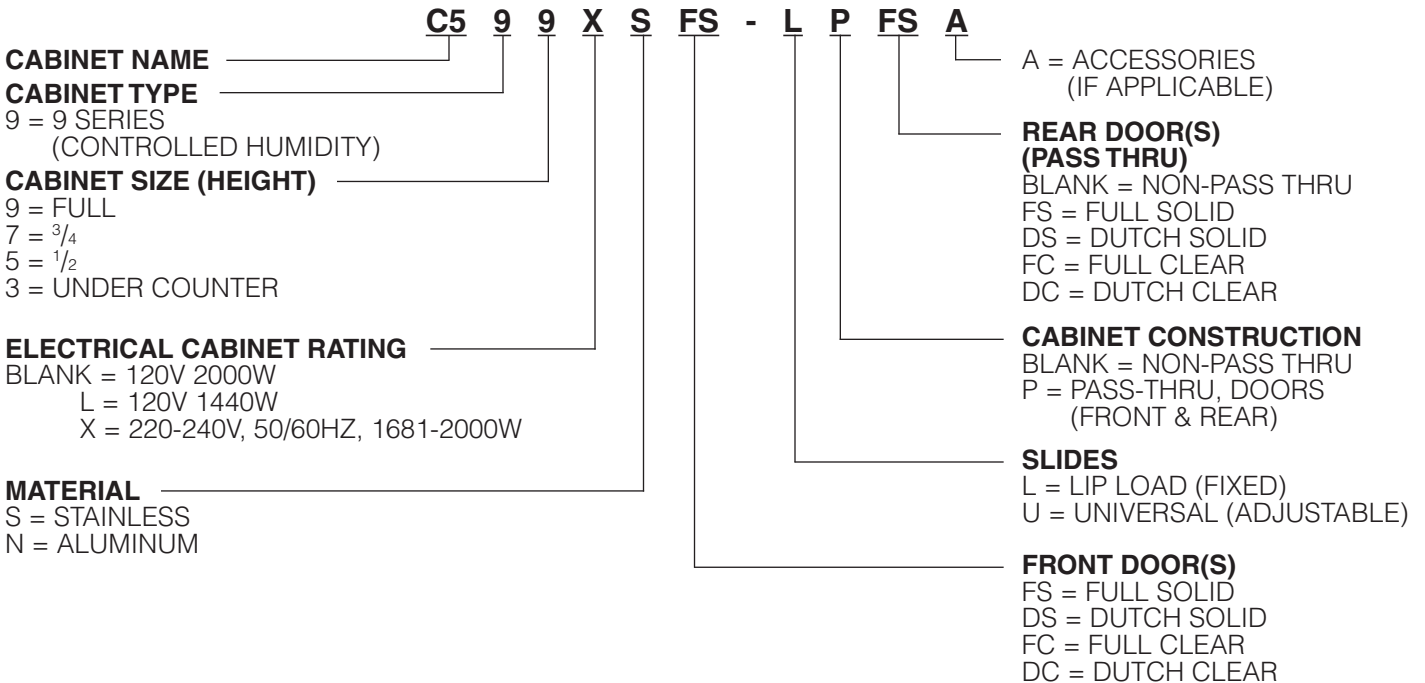 C5 9 9 X S FS - L P FS A
CABINET NAME
CABINET TYPE
9 = 9 SERIES
(CONTROLLED HUMIDITY)
CABINET SIZE (HEIGHT)
9 = FULL
7 = 3/4
5 = 1/2
3 = UNDER COUNTER
ELECTRICAL CABINET RATING
BLANK = 120V 2000W
L = 120V 1440W
X = 220-240V, 50/60HZ, 1681-2000W
MATERIAL
S = STAINLESS
N = ALUMINUM
A = ACCESSORIES
(IF APPLICABLE)
REAR DOOR(S)
(PASS THRU)
BLANK = NON-PASS THRU
FS = FULL SOLID
DS = DUTCH SOLID
FC = FULL CLEAR
DC = DUTCH CLEAR
CABINET CONSTRUCTION
BLANK = NON-PASS THRU
P = PASS-THRU, DOORS
(FRONT & REAR)
SLIDES
L = LIP LOAD (FIXED)
U = UNIVERSAL (ADJUSTABLE)
FRONT DOOR(S)
FS = FULL SOLID
DS = DUTCH SOLID
FC = FULL CLEAR
DC = DUTCH CLEAR